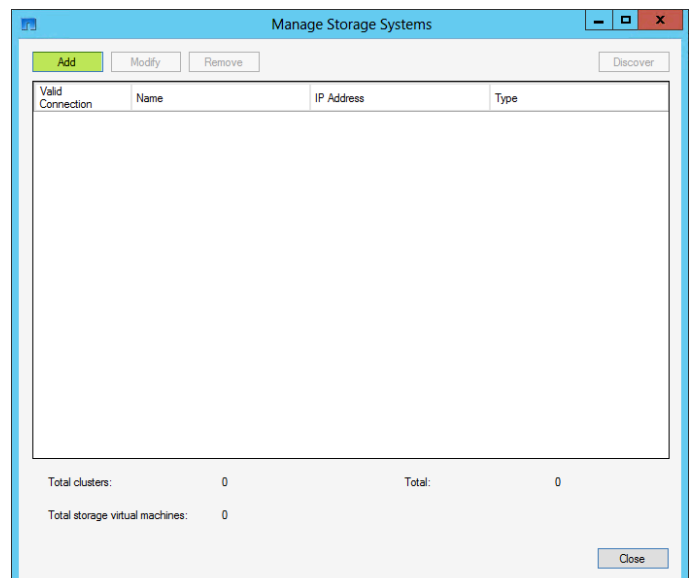 Manage Storage Systems
Add Modify Remove Discover
Valid
Connection Name IP Address Type
Total clusters: 0 Total: 0
Total storage virtual machines: 0
Close